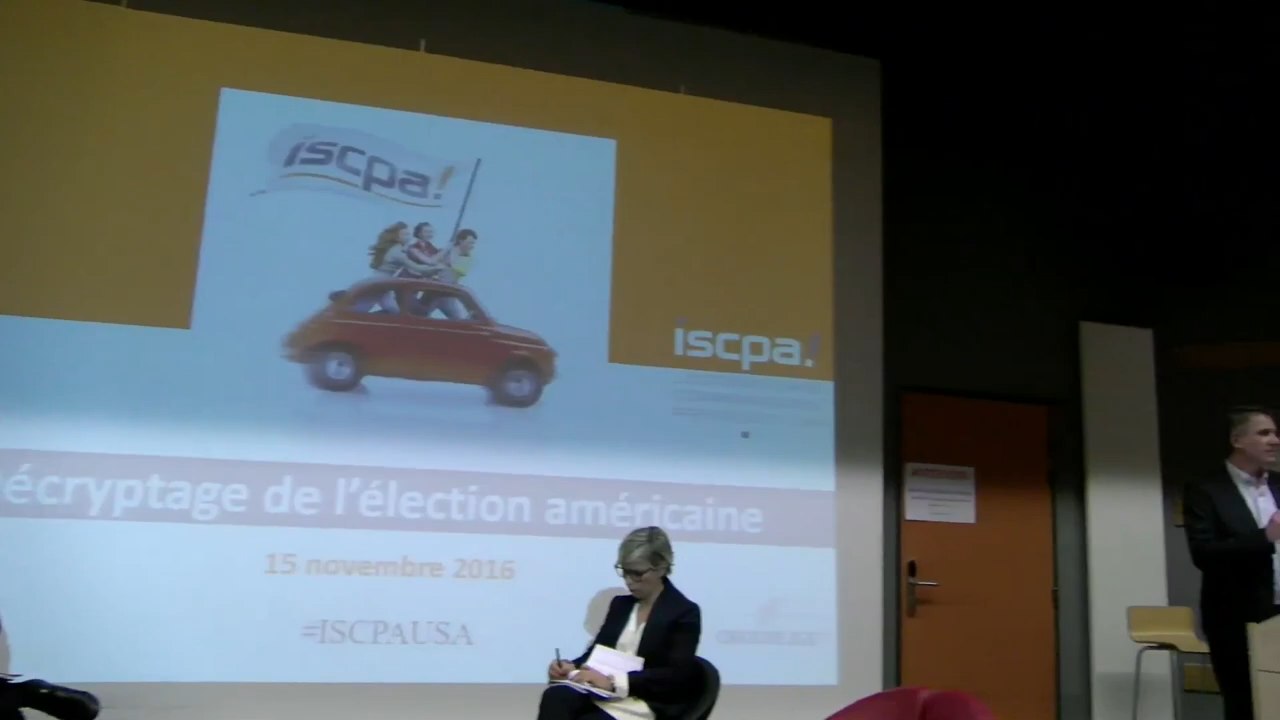 iscpa!
iscpa!
écryptage de l'élection américaine
15 novembre 2016
#ISCPAUSA